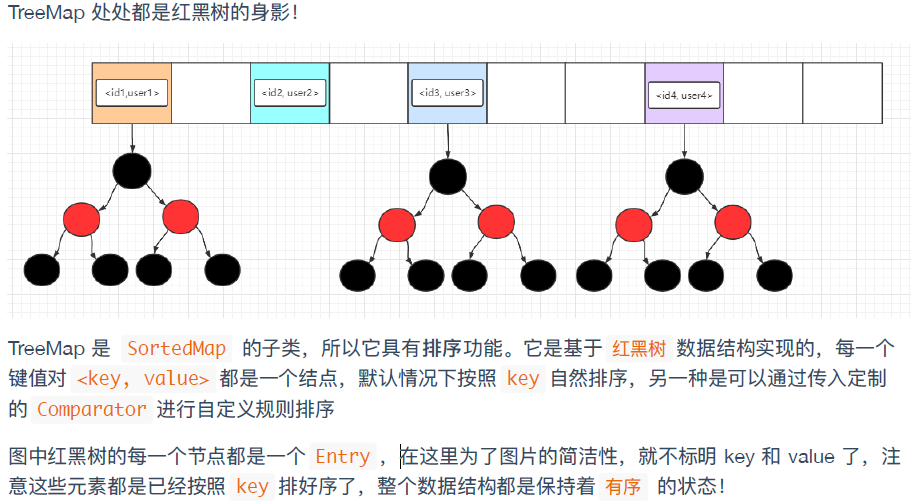 TreeMap 处处都是红黑树的身影！
<id1,user1>
<id2, user2>
<id3, user3>
<id4, user4>
TreeMap 是 SortedMap 的子类，所以它具有排序功能。它是基于 红黑树 数据结构实现的，每一个
键值对 <key, value> 都是一个结点，默认情况下按照 key 自然排序，另一种是可以通过传入定制
的 Comparator 进行自定义规则排序
图中红黑树的每一个节点都是一个 Entry ，在这里为了图片的简洁性，就不标明 key 和 value 了，注
意这些元素都是已经按照 key 排好序了，整个数据结构都是保持着 有序 的状态！